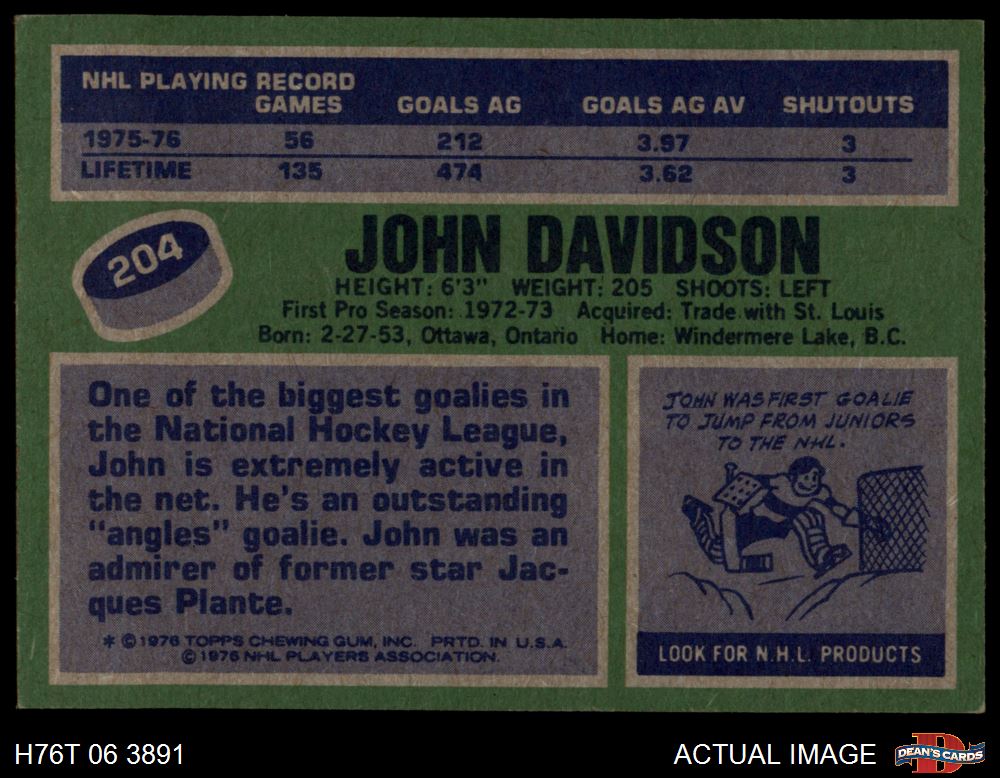 NHL PLAYING RECORD
GAMES GOALS AG GOALS AG AV SHUTOUTS
1975-76 56 212 3.97 3
LIFETIME 135 474 3.62 3
204
JOHN DAVIDSON
HEIGHT: 6'3" WEIGHT: 205 SHOOTS: LEFT
First Pro Season: 1972-73 Acquired: Trade with St. Louis
Born: 2-27-53, Ottawa, Ontario Home: Windermere Lake, B.C.
One of the biggest goalies in
the National Hockey League,
John is extremely active in
the net. He's an outstanding
"angles" goalie. John was an
admirer of former star Jac-
ques Plante.
* © 1976 TOPPS CHEWING GUM, INC. PRTD. IN U.S.A.
© 1976 NHL PLAYERS ASSOCIATION.
JOHN WAS FIRST GOALIE
TO JUMP FROM JUNIORS
TO THE NHL.
LOOK FOR N.H.L. PRODUCTS
H76T 06 3891
ACTUAL IMAGE
DEAN'S CARDS